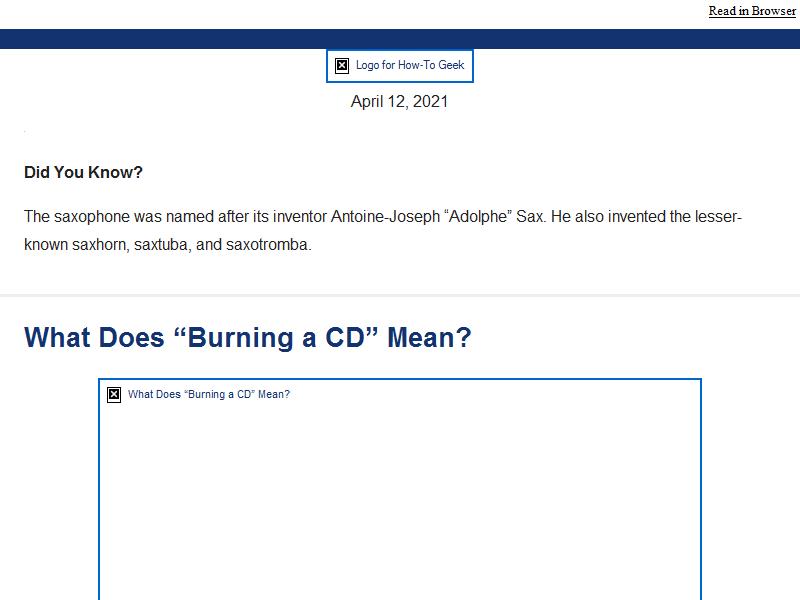 Read in Browser
Logo for How-To Geek
April 12, 2021
Did You Know?
The saxophone was named after its inventor Antoine-Joseph “Adolphe” Sax. He also invented the lesser-
known saxhorn, saxtuba, and saxotromba.
What Does “Burning a CD” Mean?
What Does “Burning a CD” Mean?